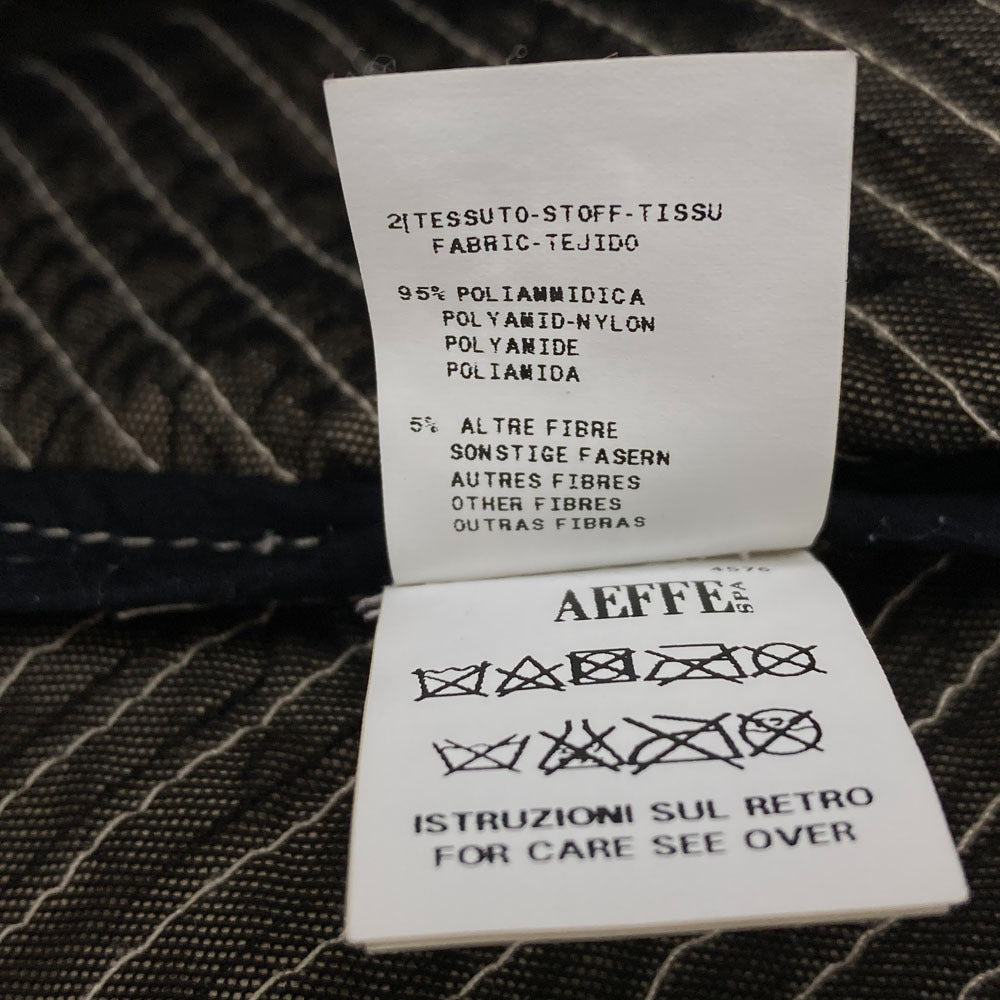 2[TESSUTO-STOFF-TISSU
FABRIC-TEJIDO
95% POLIAMMIDICA
POLYAMID-NYLON
POLYAMIDE
POLIAMIDA
5% ALTRE FIBRE
SONSTIGE FASERN
AUTRES FIBRES
OTHER FIBRES
OUTRAS FIBRAS
4576
AEFFE SPA
ISTRUZIONI SUL RETRO
FOR CARE SEE OVER